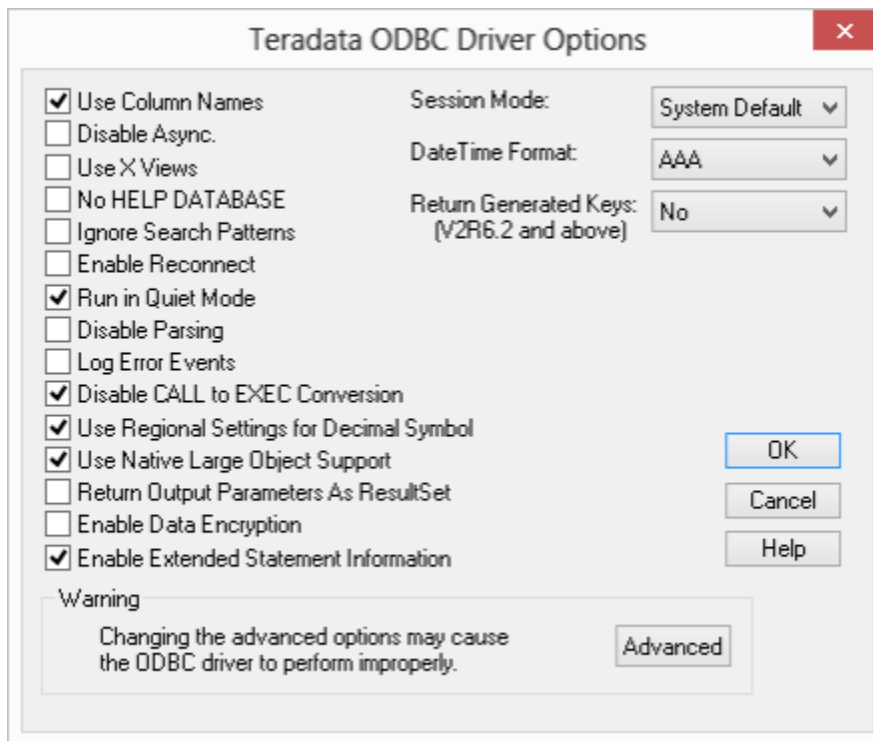 Teradata ODBC Driver Options
Use Column Names
Disable Async.
Use X Views
No HELP DATABASE
Ignore Search Patterns
Enable Reconnect
Run in Quiet Mode
Disable Parsing
Log Error Events
Disable CALL to EXEC Conversion
Use Regional Settings for Decimal Symbol
Use Native Large Object Support
Return Output Parameters As ResultSet
Enable Data Encryption
Enable Extended Statement Information
Session Mode:
System Default
DateTime Format:
AAA
Return Generated Keys:
(V2R6.2 and above)
No
OK
Cancel
Help
Warning
Changing the advanced options may cause
the ODBC driver to perform improperly.
Advanced